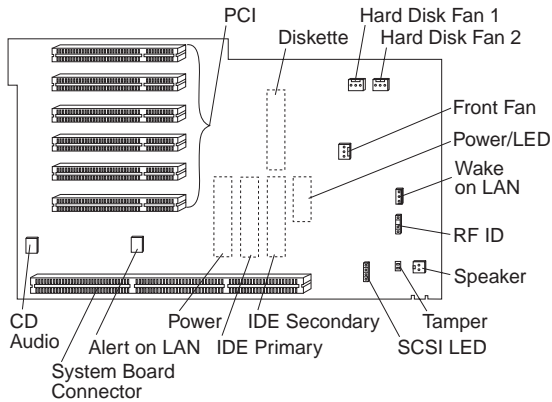 PCI
Hard Disk Fan 1
Diskette
Hard Disk Fan 2
Front Fan
Power/LED
Wake
on LAN
RF ID
Speaker
CD
Audio
Power
IDE Secondary
Tamper
Alert on LAN
IDE Primary
SCSI LED
System Board
Connector